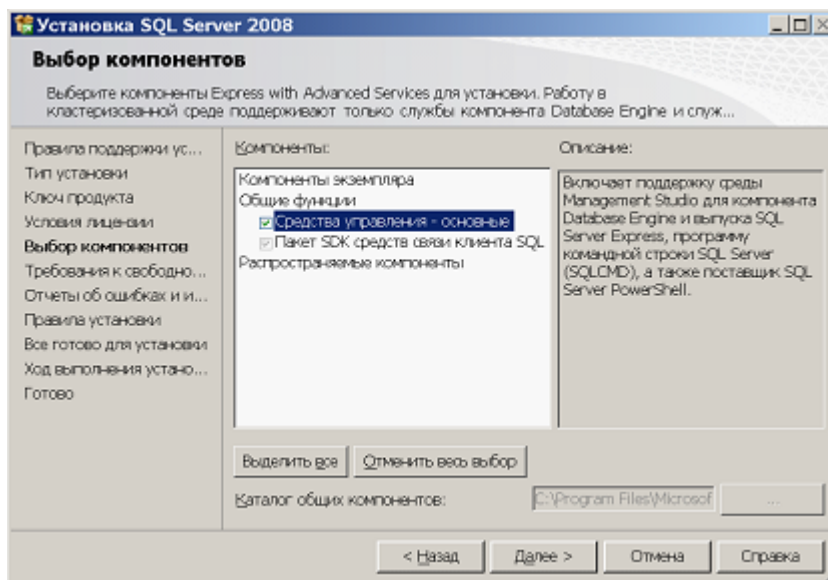 Установка SQL Server 2008
Выбор компонентов
Выберите компоненты Express with Advanced Services для установки. Работу в
кластеризованной среде поддерживают только службы компонента Database Engine и служ...
Правила поддержки ус...
Тип установки
Ключ продукта
Условия лицензии
Выбор компонентов
Требования к свободно...
Отчеты об ошибках и и...
Правила установки
Все готово для установки
Ход выполнения устано...
Готово
Компоненты:
Компоненты экземпляра
Общие функции
Средства управления - основные
Пакет SDK средств связи клиента SQL
Распространяемые компоненты
Описание:
Включает поддержку среды
Management Studio для компонента
Database Engine и выпуска SQL
Server Express, программу
командной строки SQL Server
(SQLCMD), а также поставщик SQL
Server PowerShell.
Выделить все
Отменить весь выбор
Каталог общих компонентов:
C:\Program Files\Microsof
...
< Назад
Далее >
Отмена
Справка